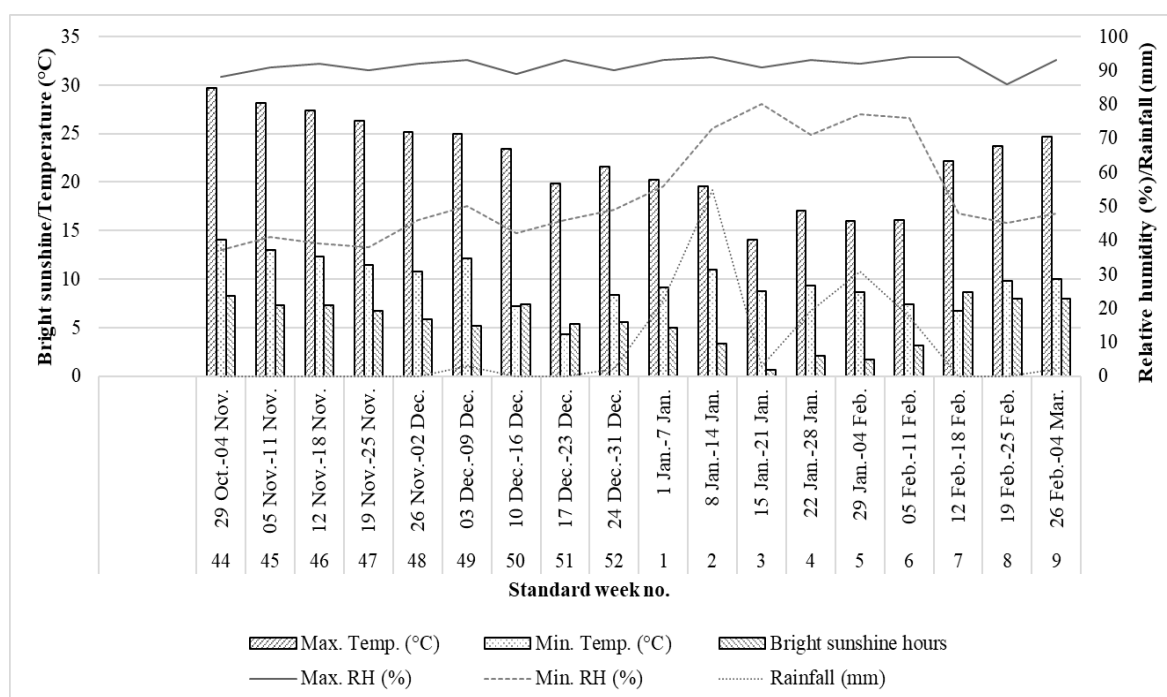 Bright sunshine/Temperature (°C)
35
30
25
20
15
10
5
0
Relative humidity (%)/Rainfall (mm)
100
90
80
70
60
50
40
30
20
10
0
29 Oct.-04 Nov.
05 Nov.-11 Nov.
12 Nov.-18 Nov.
19 Nov.-25 Nov.
26 Nov.-02 Dec.
03 Dec.-09 Dec.
10 Dec.-16 Dec.
17 Dec.-23 Dec.
24 Dec.-31 Dec.
1 Jan.-7 Jan.
8 Jan.-14 Jan.
15 Jan.-21 Jan.
22 Jan.-28 Jan.
29 Jan.-04 Feb.
05 Feb.-11 Feb.
12 Feb.-18 Feb.
19 Feb.-25 Feb.
26 Feb.-04 Mar.
44 45 46 47 48 49 50 51 52 1 2 3 4 5 6 7 8 9
Standard week no.
Max. Temp. (°C) Min. Temp. (°C) Bright sunshine hours
Max. RH (%) Min. RH (%) Rainfall (mm)